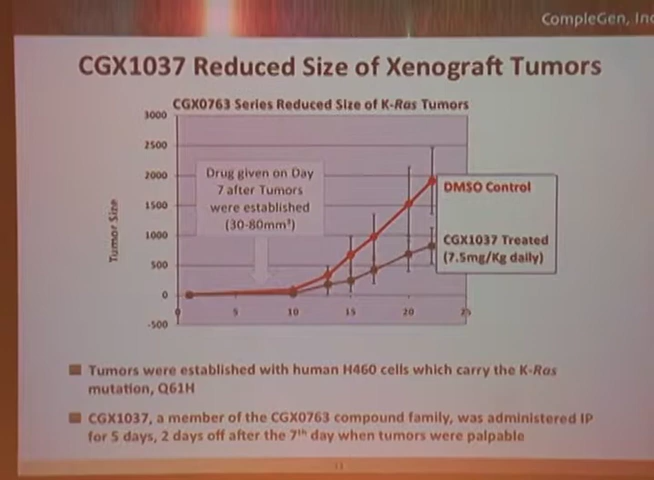 CompleGen, Inc
CGX1037 Reduced Size of Xenograft Tumors
CGX0763 Series Reduced Size of K-Ras Tumors
3000
2500
2000
1500
1000
500
0
-500
Tumor Size
Drug given on Day
7 after Tumors
were established
(30-80mm³)
DMSO Control
CGX1037 Treated
(7.5mg/Kg daily)
0 5 10 15 20 25
Tumors were established with human H460 cells which carry the K-Ras
mutation, Q61H
CGX1037, a member of the CGX0763 compound family, was administered IP
for 5 days, 2 days off after the 7th day when tumors were palpable